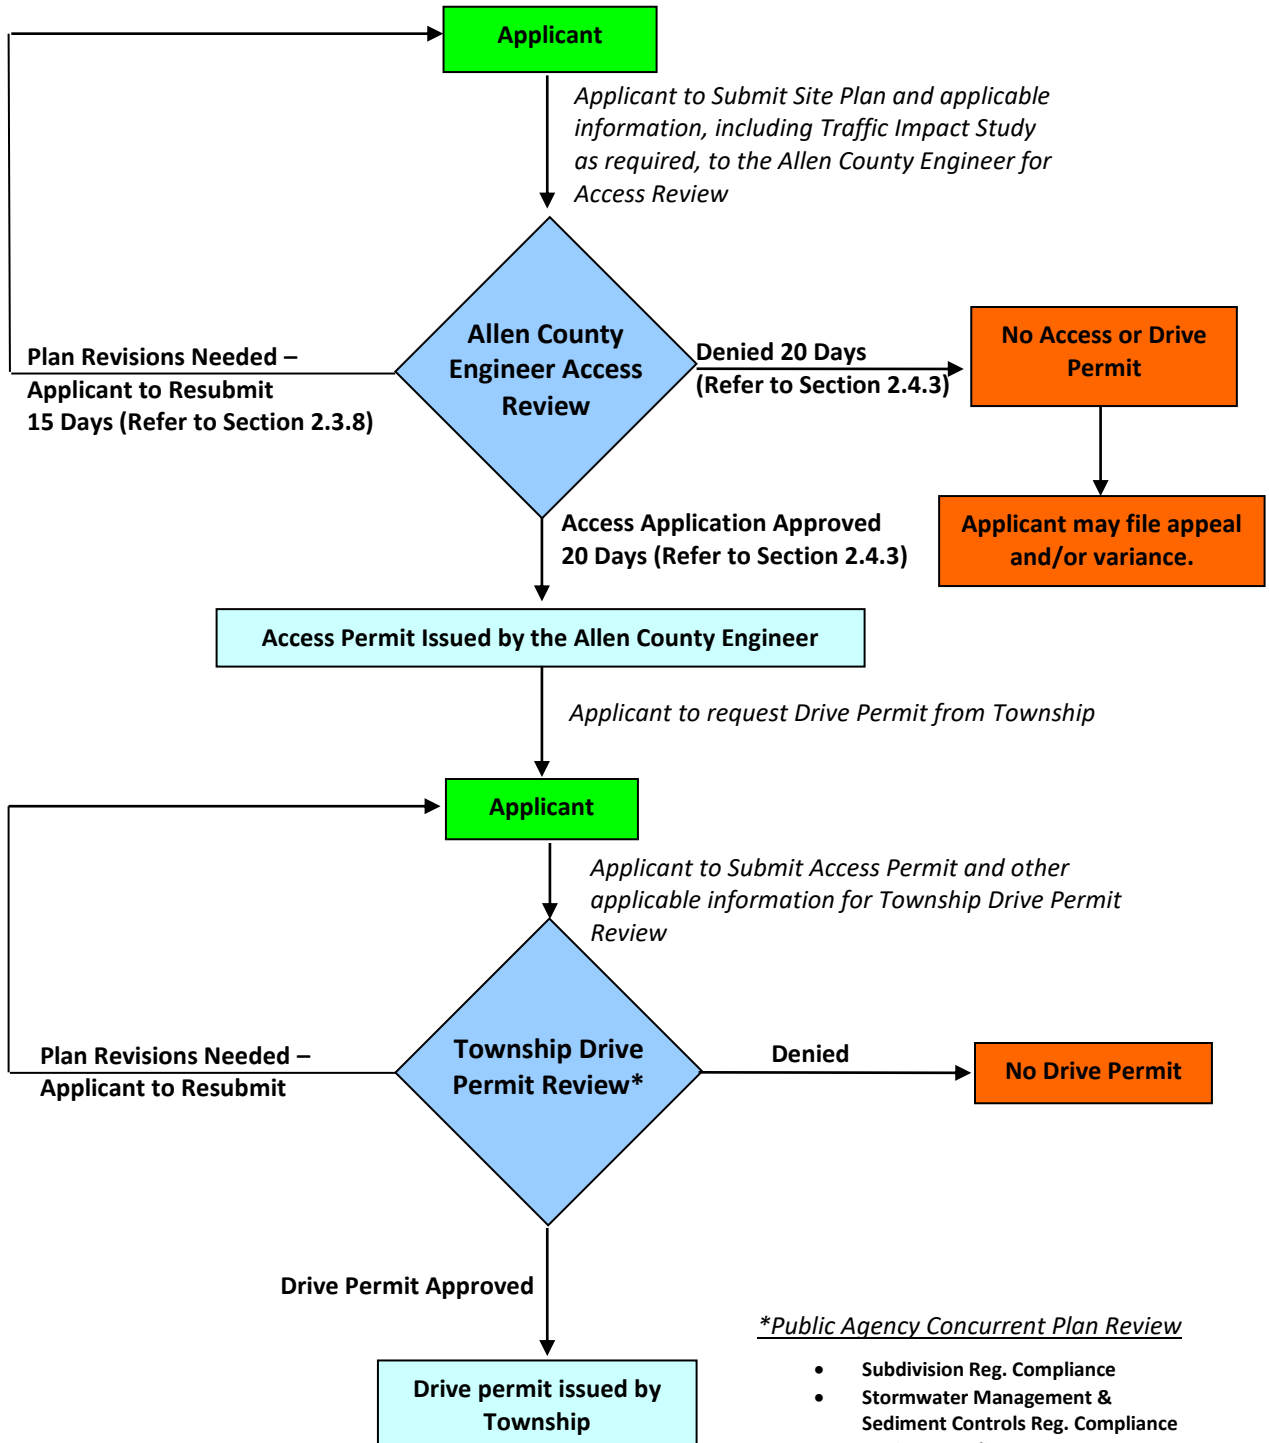 Applicant
Applicant to Submit Site Plan and applicable
information, including Traffic Impact Study
as required, to the Allen County Engineer for
Access Review
Allen County
Engineer Access
Review
Plan Revisions Needed –
Applicant to Resubmit
15 Days (Refer to Section 2.3.8)
Denied 20 Days
(Refer to Section 2.4.3)
No Access or Drive
Permit
Applicant may file appeal
and/or variance.
Access Application Approved
20 Days (Refer to Section 2.4.3)
Access Permit Issued by the Allen County Engineer
Applicant to request Drive Permit from Township
Applicant
Applicant to Submit Access Permit and other
applicable information for Township Drive Permit
Review
Township Drive
Permit Review*
Plan Revisions Needed –
Applicant to Resubmit
Denied
No Drive Permit
Drive Permit Approved
Drive permit issued by
Township
*Public Agency Concurrent Plan Review
• Subdivision Reg. Compliance
• Stormwater Management &
Sediment Controls Reg. Compliance